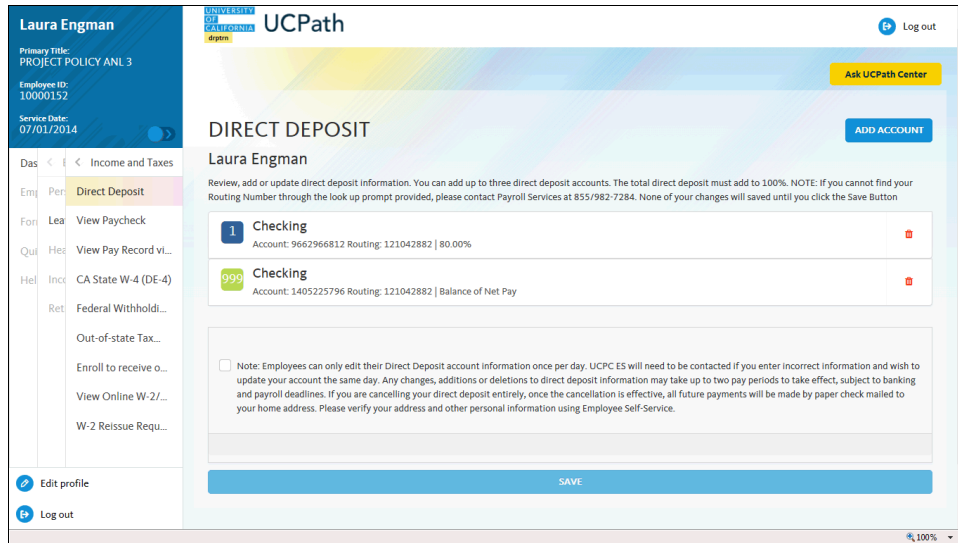 Laura Engman
Primary Title:
PROJECT POLICY ANL 3
Employee ID:
10000152
Service Date:
07/01/2014
UNIVERSITY
OF
CALIFORNIA
drptrn
UCPath
Log out
Ask UCPath Center
DIRECT DEPOSIT
ADD ACCOUNT
Laura Engman
Review, add or update direct deposit information. You can add up to three direct deposit accounts. The total direct deposit must add to 100%. NOTE: If you cannot find your
Routing Number through the look up prompt provided, please contact Payroll Services at 855/982-7284. None of your changes will saved until you click the Save Button
1
Checking
Account: 9662966812 Routing: 121042882 | 80.00%
999
Checking
Account: 1405225796 Routing: 121042882 | Balance of Net Pay
Note: Employees can only edit their Direct Deposit account information once per day. UCPC ES will need to be contacted if you enter incorrect information and wish to
update your account the same day. Any changes, additions or deletions to direct deposit information may take up to two pay periods to take effect, subject to banking
and payroll deadlines. If you are cancelling your direct deposit entirely, once the cancellation is effective, all future payments will be made by paper check mailed to
your home address. Please verify your address and other personal information using Employee Self-Service.
SAVE
Das < E < Income and Taxes
Emp Per Direct Deposit
For Lea View Paycheck
Qui Hea View Pay Record vi...
Hel Inco CA State W-4 (DE-4)
Ret Federal Withholdi...
Out-of-state Tax...
Enroll to receive o...
View Online W-2/...
W-2 Reissue Requ...
Edit profile
Log out
100%